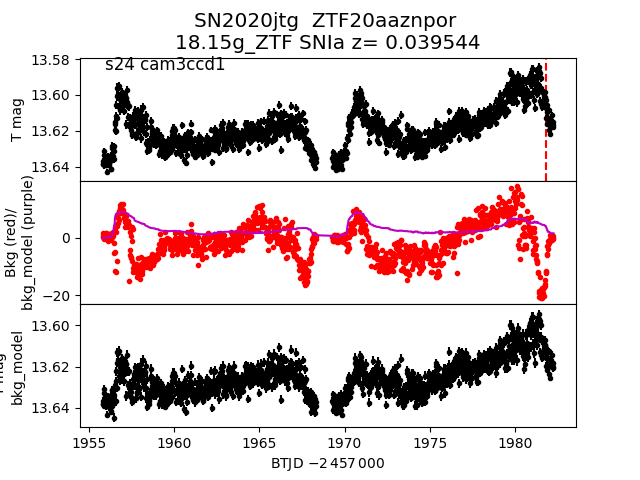 SN2020jtg ZTF20aaznpor
18.15g_ZTF SNIa z= 0.039544
s24 cam3ccd1
13.58
13.60
13.62
13.64
T mag
0
−20
Bkg (red)/
bkg_model (purple)
13.60
13.62
13.64
mag
bkg_model
1955 1960 1965 1970 1975 1980
BTJD −2 457 000